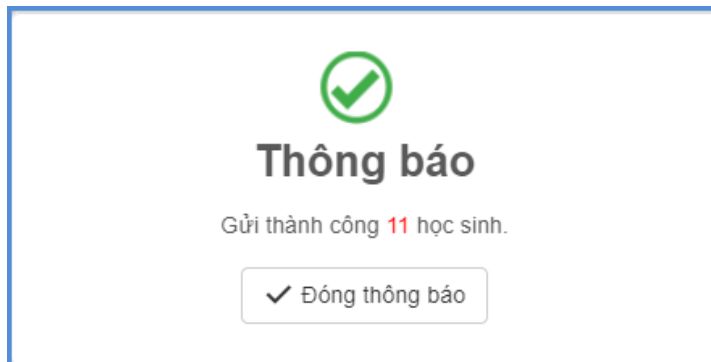 Thông báo
Gửi thành công 11 học sinh.
Đóng thông báo